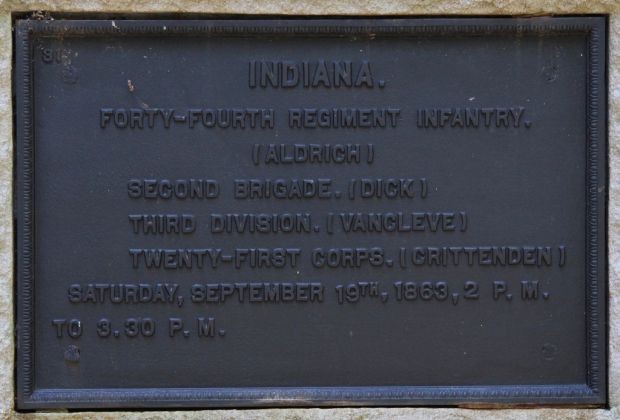 INDIANA.
FORTY-FOURTH REGIMENT INFANTRY.
(ALDRICH)
SECOND BRIGADE. (DICK)
THIRD DIVISION. (VANCLEVE)
TWENTY-FIRST CORPS. (CRITTENDEN)
SATURDAY, SEPTEMBER 19TH, 1863, 2 P. M.
TO 3.30 P. M.